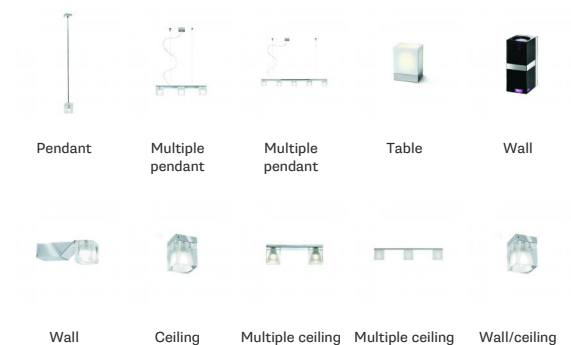 Pendant
Multiple
pendant
Multiple
pendant
Table
Wall
Wall
Ceiling
Multiple ceiling
Multiple ceiling
Wall/ceiling